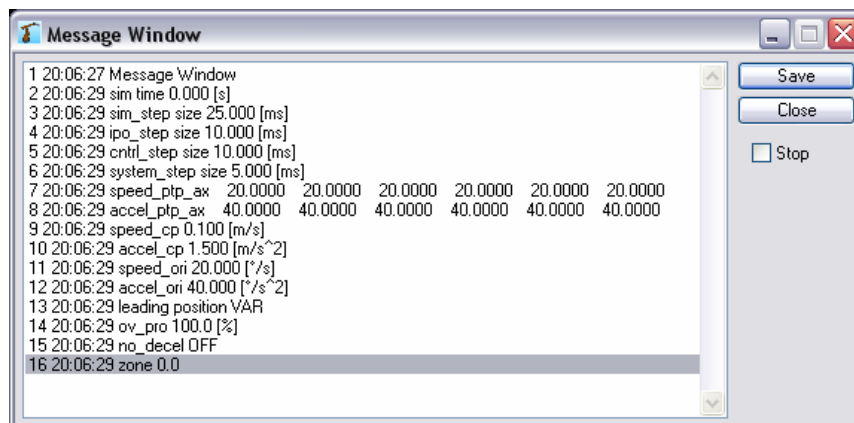 Message Window
1 20:06:27 Message Window
2 20:06:29 sim time 0.000 [s]
3 20:06:29 sim_step size 25.000 [ms]
4 20:06:29 ipo_step size 10.000 [ms]
5 20:06:29 cntrl_step size 10.000 [ms]
6 20:06:29 system_step size 5.000 [ms]
7 20:06:29 speed_ptp_ax 20.0000 20.0000 20.0000 20.0000 20.0000 20.0000
8 20:06:29 accel_ptp_ax 40.0000 40.0000 40.0000 40.0000 40.0000 40.0000
9 20:06:29 speed_cp 0.100 [m/s]
10 20:06:29 accel_cp 1.500 [m/s^2]
11 20:06:29 speed_ori 20.000 [°/s]
12 20:06:29 accel_ori 40.000 [°/s^2]
13 20:06:29 leading position VAR
14 20:06:29 ov_pro 100.0 [%]
15 20:06:29 no_decel OFF
16 20:06:29 zone 0.0
Save
Close
Stop